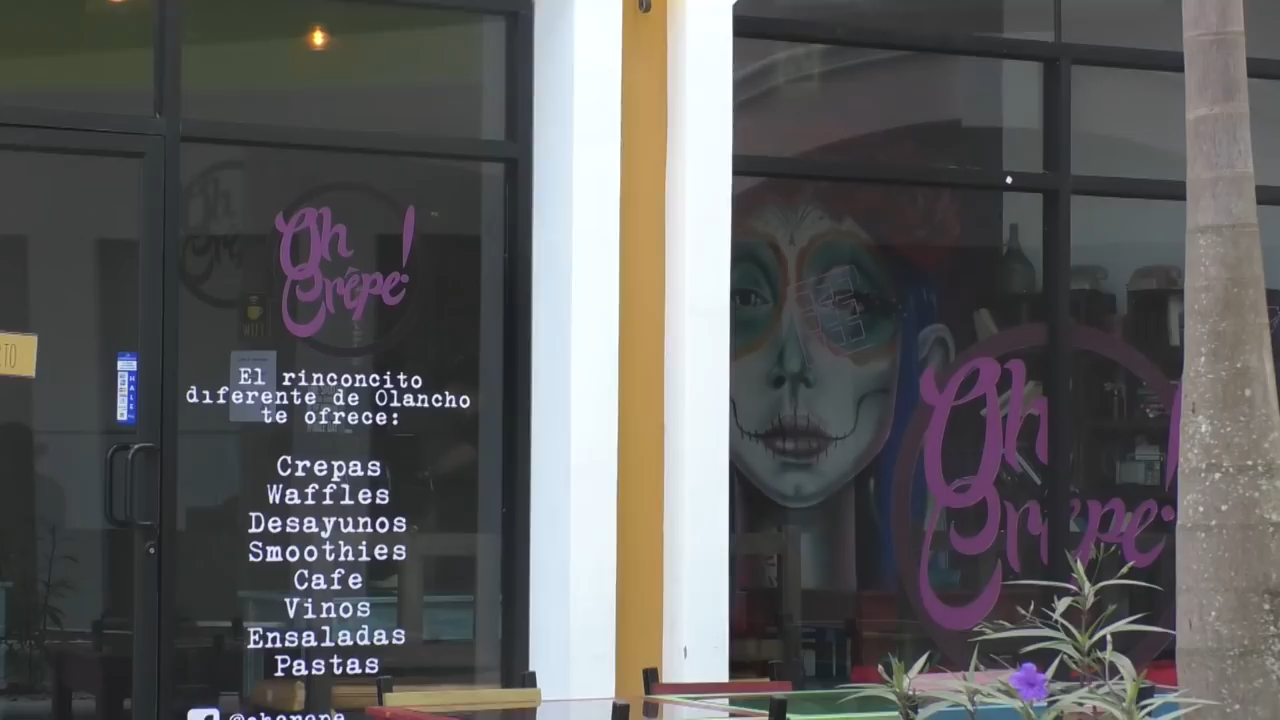 Oh
Crêpe!
WIFI
El rinconcito
diferente de Olancho
te ofrece:
Crepas
Waffles
Desayunos
Smoothies
Cafe
Vinos
Ensaladas
Pastas
Oh
Crêpe!